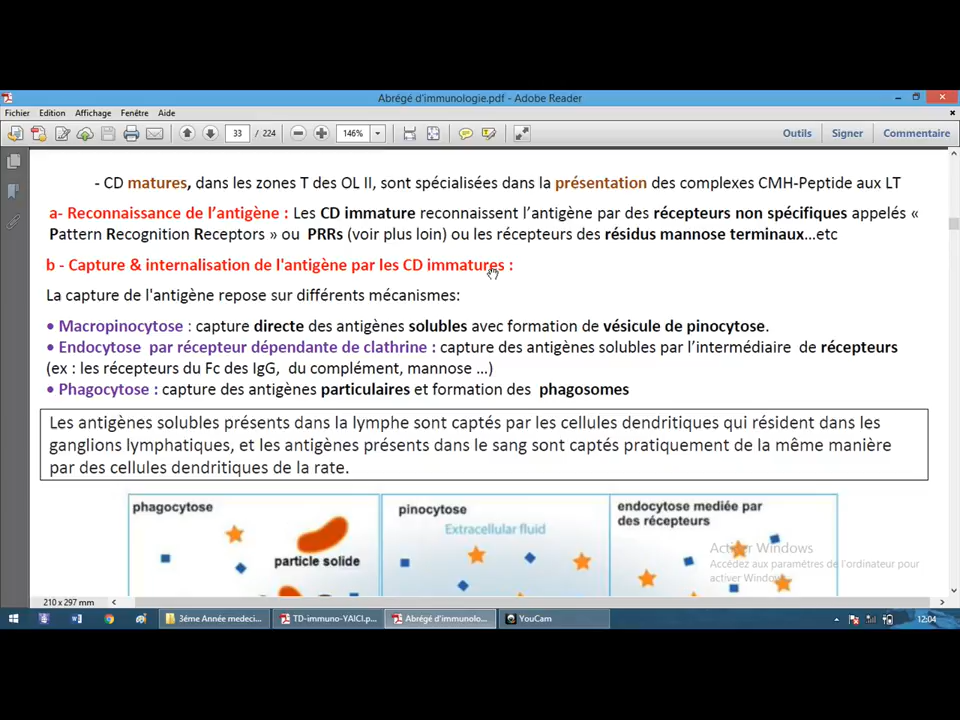 Abrégé d'immunologie.pdf - Adobe Reader
Fichier Edition Affichage Fenêtre Aide
33 / 224 146% Outils Signer Commentaire
- CD matures, dans les zones T des OL II, sont spécialisées dans la présentation des complexes CMH-Peptide aux LT
a- Reconnaissance de l'antigène : Les CD immature reconnaissent l'antigène par des récepteurs non spécifiques appelés «
Pattern Recognition Receptors » ou PRRs (voir plus loin) ou les récepteurs des résidus mannose terminaux...etc
b - Capture & internalisation de l'antigène par les CD immatures :
La capture de l'antigène repose sur différents mécanismes:
• Macropinocytose : capture directe des antigènes solubles avec formation de vésicule de pinocytose.
• Endocytose par récepteur dépendante de clathrine : capture des antigènes solubles par l'intermédiaire de récepteurs
(ex : les récepteurs du Fc des IgG, du complément, mannose ...)
• Phagocytose : capture des antigènes particulaires et formation des phagosomes
Les antigènes solubles présents dans la lymphe sont captés par les cellules dendritiques qui résident dans les
ganglions lymphatiques, et les antigènes présents dans le sang sont captés pratiquement de la même manière
par des cellules dendritiques de la rate.
phagocytose
particle solide
pinocytose
Extracellular fluid
endocytose mediée par
des récepteurs
Activer Windows
Accédez aux paramètres de l'ordinateur pour
activer Windows.
210 x 297 mm
3éme Année medeci... TD-immuno-YAICI.p... Abrégé d'immunolo... YouCam 12:04